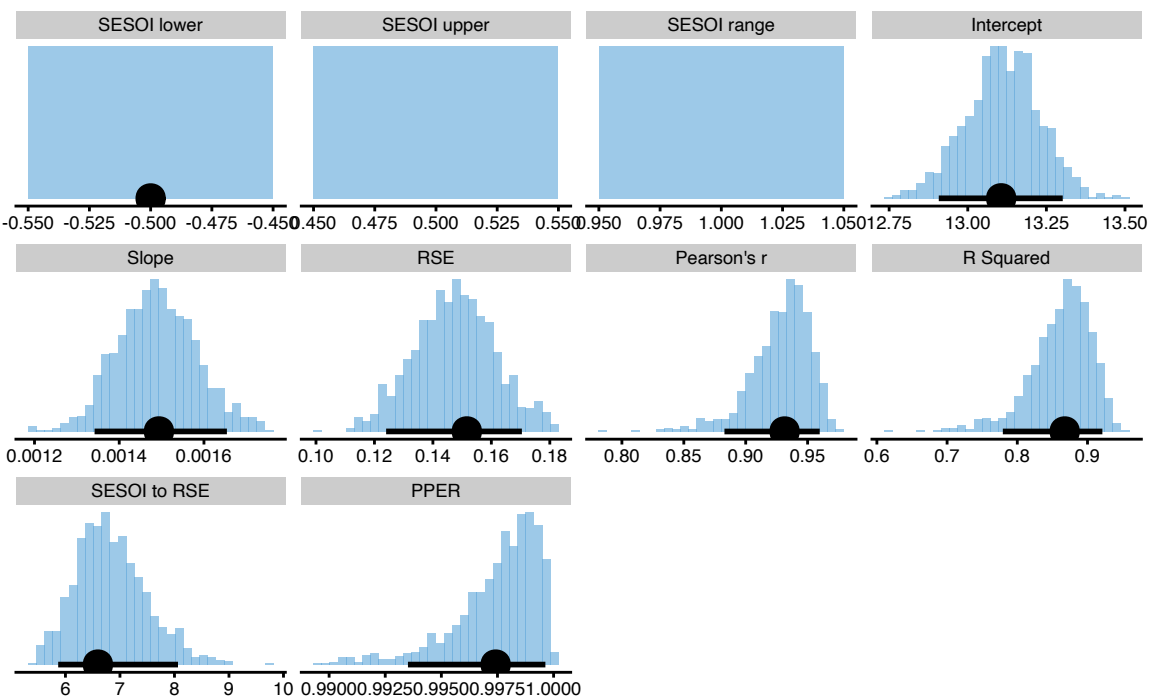 SESOI lower
SESOI upper
SESOI range
Intercept
-0.550 -0.525 -0.500 -0.475 -0.450
0.450 0.475 0.500 0.525 0.550
0.950 0.975 1.000 1.025 1.050
12.75 13.00 13.25 13.50
Slope
RSE
Pearson's r
R Squared
0.0012 0.0014 0.0016
0.10 0.12 0.14 0.16 0.18
0.80 0.85 0.90 0.95
0.6 0.7 0.8 0.9
SESOI to RSE
PPER
6 7 8 9 10
0.9900 0.9925 0.9950 0.9975 1.0000